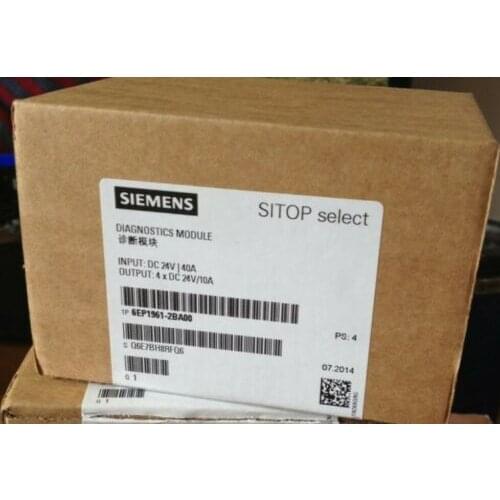 SIEMENS
SITOP select
DIAGNOSTICS MODULE
诊断模块
INPUT: DC 24V | 40A
OUTPUT: 4 x DC 24V/10A
1P 6EP1961-2BA00
PS: 4
S Q6E7BH8RFQ6
07.2014
Q 1